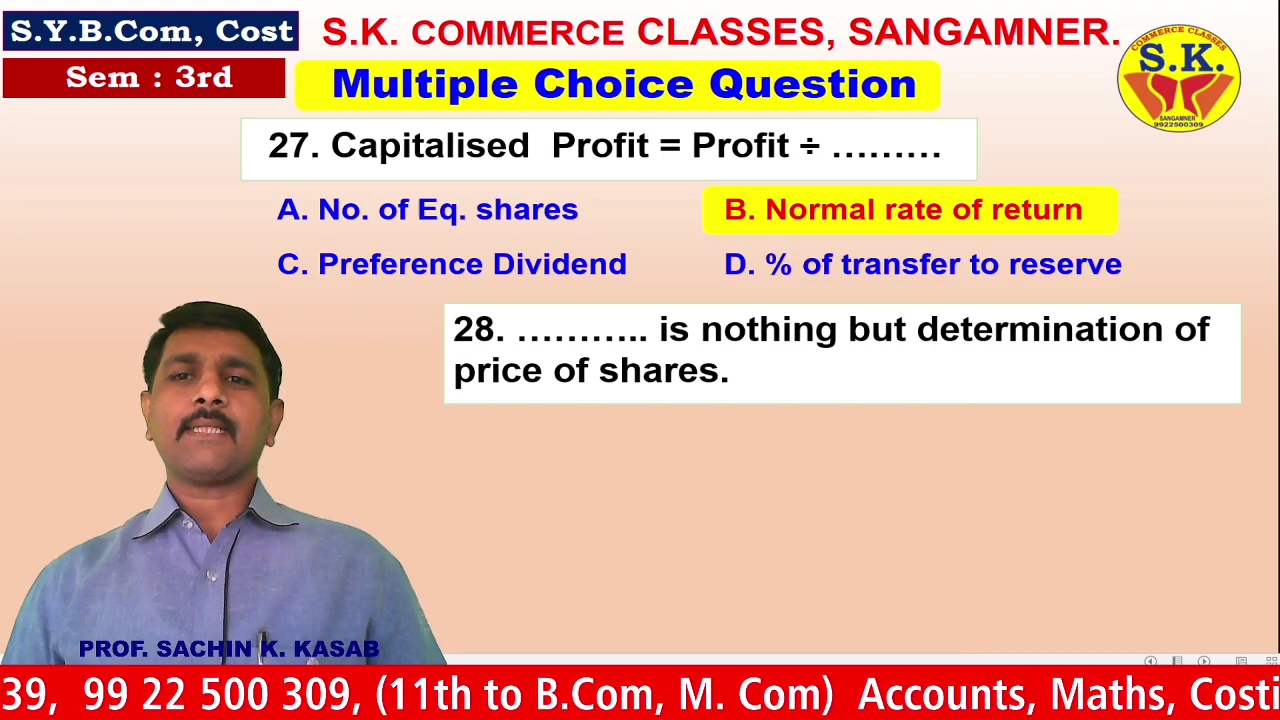 S.Y.B.Com, Cost
Sem : 3rd
S.K. COMMERCE CLASSES, SANGAMNER.
Multiple Choice Question
COMMERCE CLASSES
S.K.
SANGAMNER
9922500309
27. Capitalised Profit = Profit ÷ ………
A. No. of Eq. shares
B. Normal rate of return
C. Preference Dividend
D. % of transfer to reserve
28. ……….. is nothing but determination of
price of shares.
PROF. SACHIN K. KASAB
39, 99 22 500 309, (11th to B.Com, M. Com) Accounts, Maths, Costi